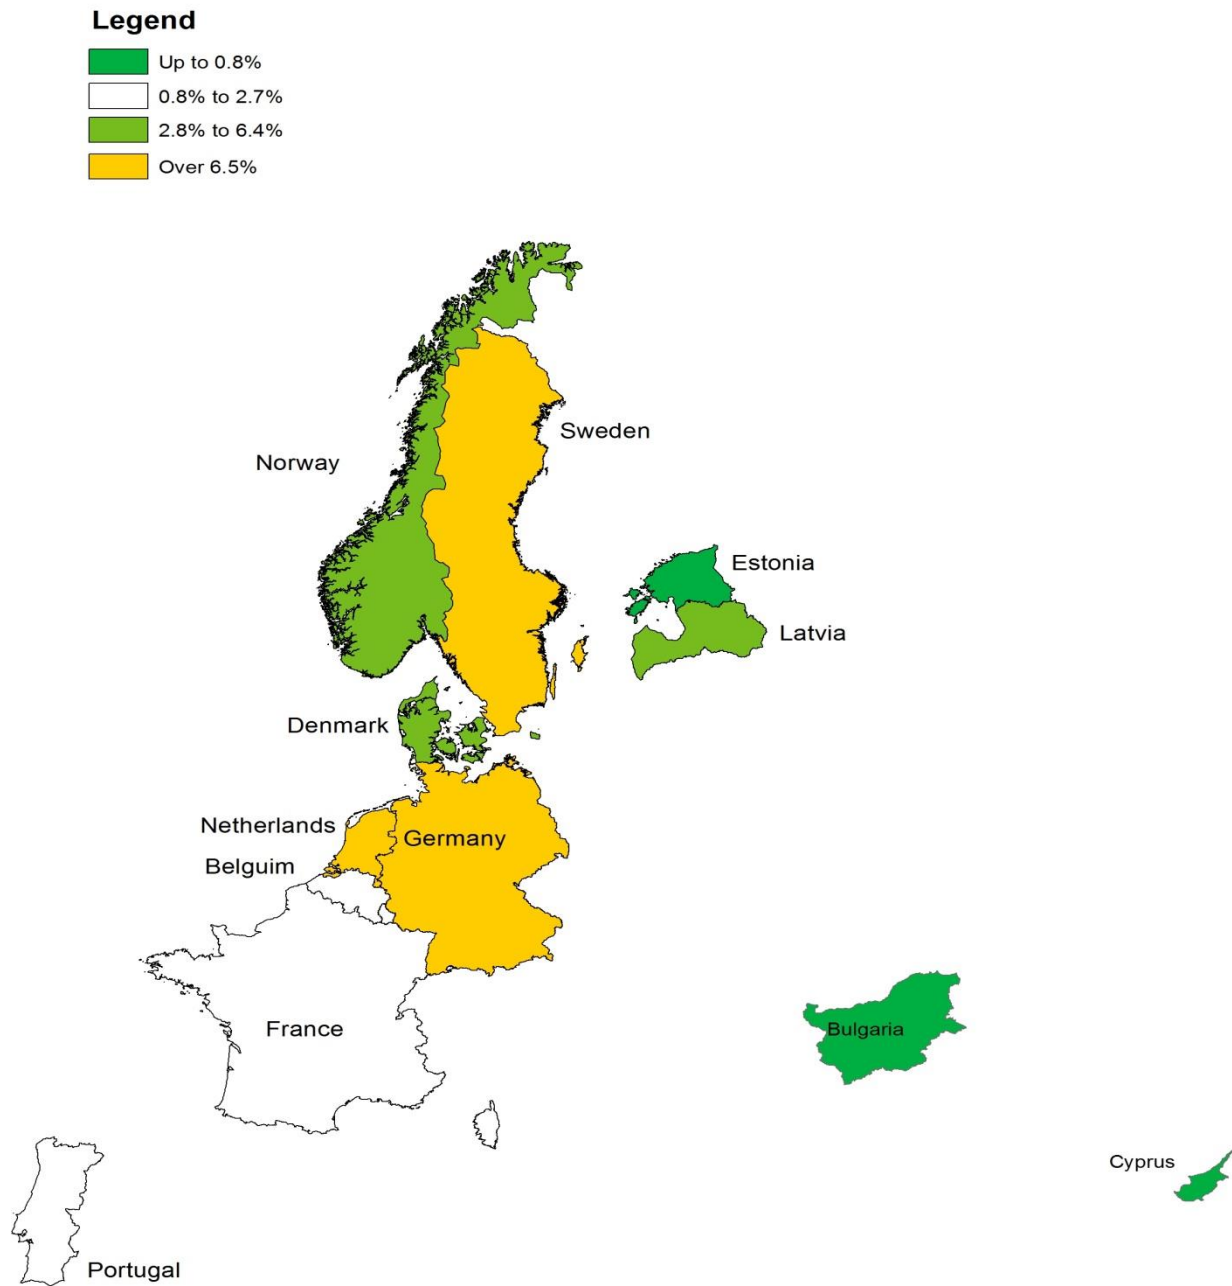 Legend
Up to 0.8%
0.8% to 2.7%
2.8% to 6.4%
Over 6.5%
Sweden
Norway
Estonia
Latvia
Denmark
Netherlands
Germany
Belguim
France
Bulgaria
Cyprus
Portugal